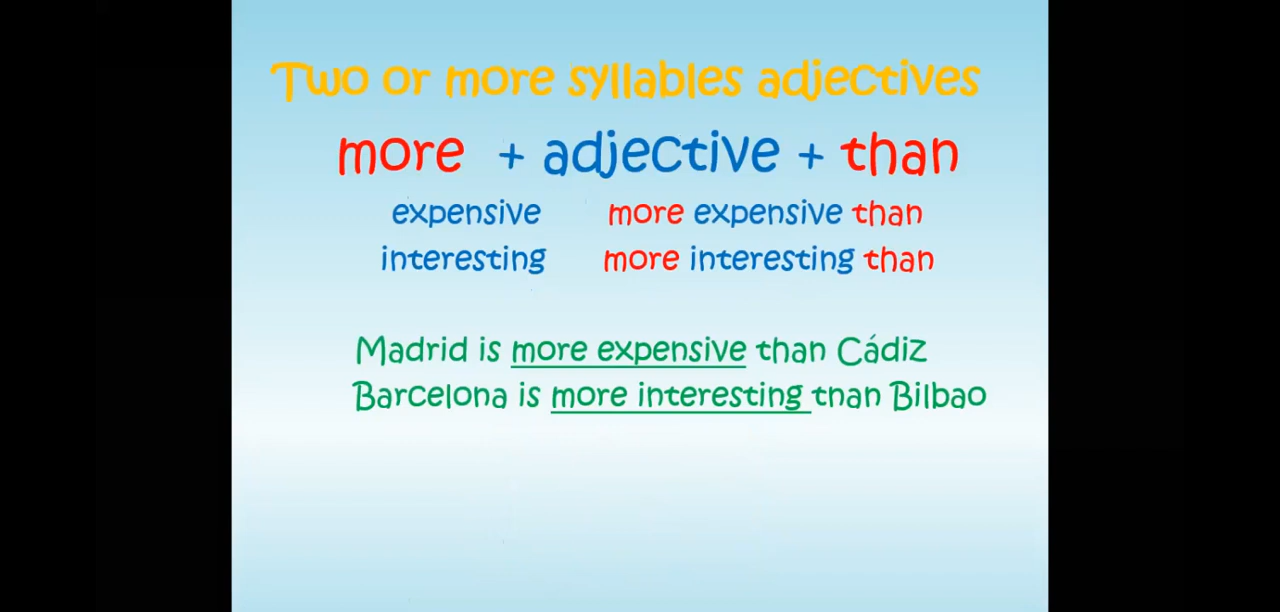 Two or more syllables adjectives
more + adjective + than
expensive more expensive than
interesting more interesting than
Madrid is more expensive than Cádiz
Barcelona is more interesting than Bilbao